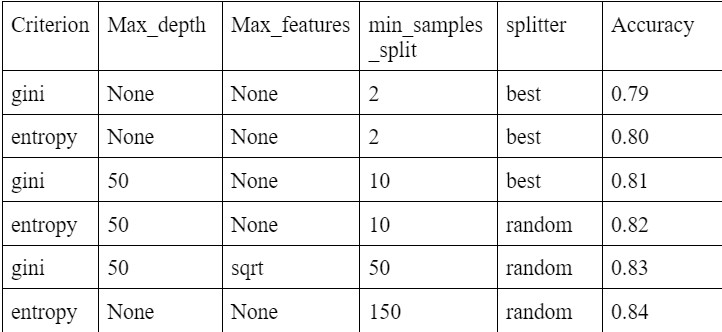 Criterion Max_depth Max_features min_samples_split splitter Accuracy
gini None None 2 best 0.79
entropy None None 2 best 0.80
gini 50 None 10 best 0.81
entropy 50 None 10 random 0.82
gini 50 sqrt 50 random 0.83
entropy None None 150 random 0.84